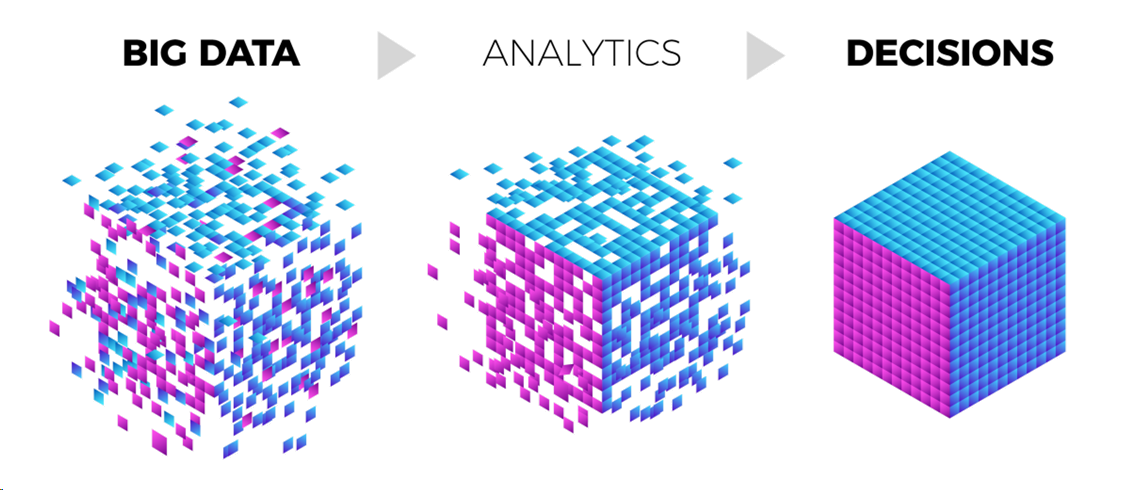 BIG DATA ANALYTICS DECISIONS